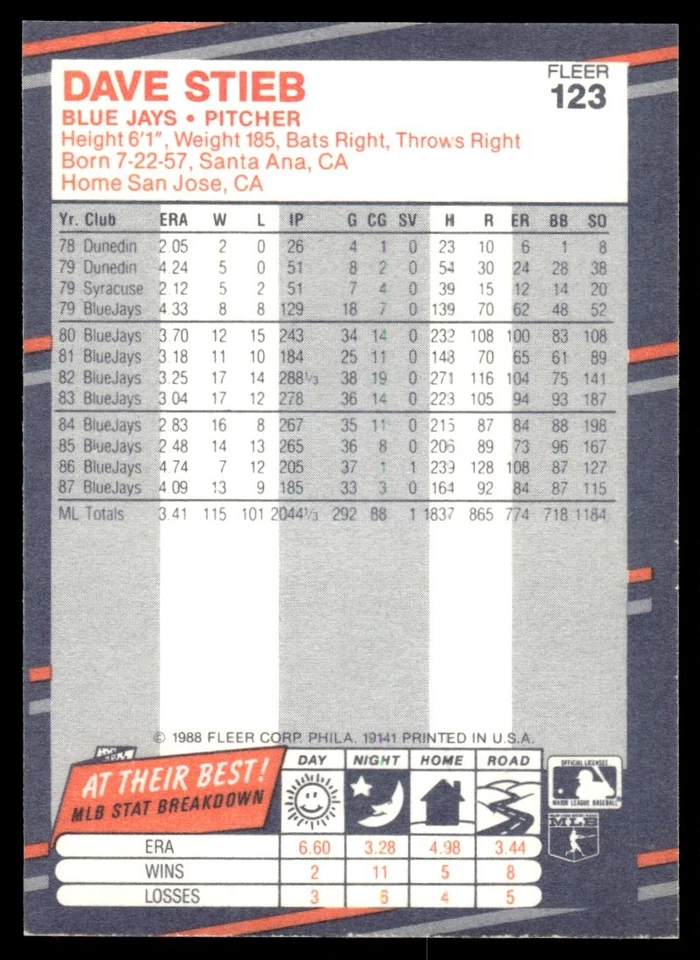 DAVE STIEB
FLEER
123
BLUE JAYS • PITCHER
Height 6'1", Weight 185, Bats Right, Throws Right
Born 7-22-57, Santa Ana, CA
Home San Jose, CA
Yr. Club ERA W L IP G CG SV H R ER BB SO
78 Dunedin 2.05 2 0 26 4 1 0 23 10 6 1 8
79 Dunedin 4.24 5 0 51 8 2 0 54 30 24 28 38
79 Syracuse 2.12 5 2 51 7 4 0 39 15 12 14 20
79 BlueJays 4.33 8 8 129 18 7 0 139 70 62 48 52
80 BlueJays 3.70 12 15 243 34 14 0 232 108 100 83 108
81 BlueJays 3.18 11 10 184 25 11 0 148 70 65 61 89
82 BlueJays 3.25 17 14 288⅓ 38 19 0 271 116 104 75 141
83 BlueJays 3.04 17 12 278 36 14 0 223 105 94 93 187
84 BlueJays 2.83 16 8 267 35 11 0 215 87 84 88 198
85 BlueJays 2.48 14 13 265 36 8 0 206 89 73 96 167
86 BlueJays 4.74 7 12 205 37 1 1 239 128 108 87 127
87 BlueJays 4.09 13 9 185 33 3 0 164 92 84 87 115
ML Totals 3.41 115 101 2044⅓ 292 88 1 1837 865 774 718 1184
© 1988 FLEER CORP. PHILA. 19141 PRINTED IN U.S.A.
AT THEIR BEST!
MLB STAT BREAKDOWN
DAY NIGHT HOME ROAD
OFFICIAL LICENSEE
MAJOR LEAGUE BASEBALL
MLB
ERA 6.60 3.28 4.98 3.44
WINS 2 11 5 8
LOSSES 3 6 4 5